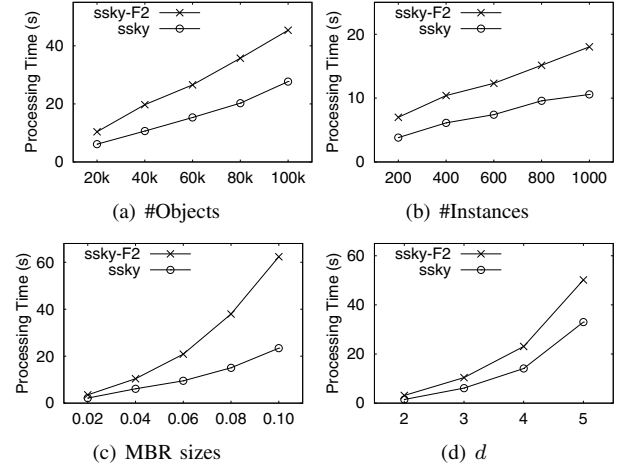 ssky-F2
ssky
Processing Time (s)
40
20
0
20k 40k 60k 80k 100k
(a) #Objects
ssky-F2
ssky
Processing Time (s)
20
10
0
200 400 600 800 1000
(b) #Instances
ssky-F2
ssky
Processing Time (s)
60
40
20
0
0.02 0.04 0.06 0.08 0.10
(c) MBR sizes
ssky-F2
ssky
Processing Time (s)
60
40
20
0
2 3 4 5
(d) d